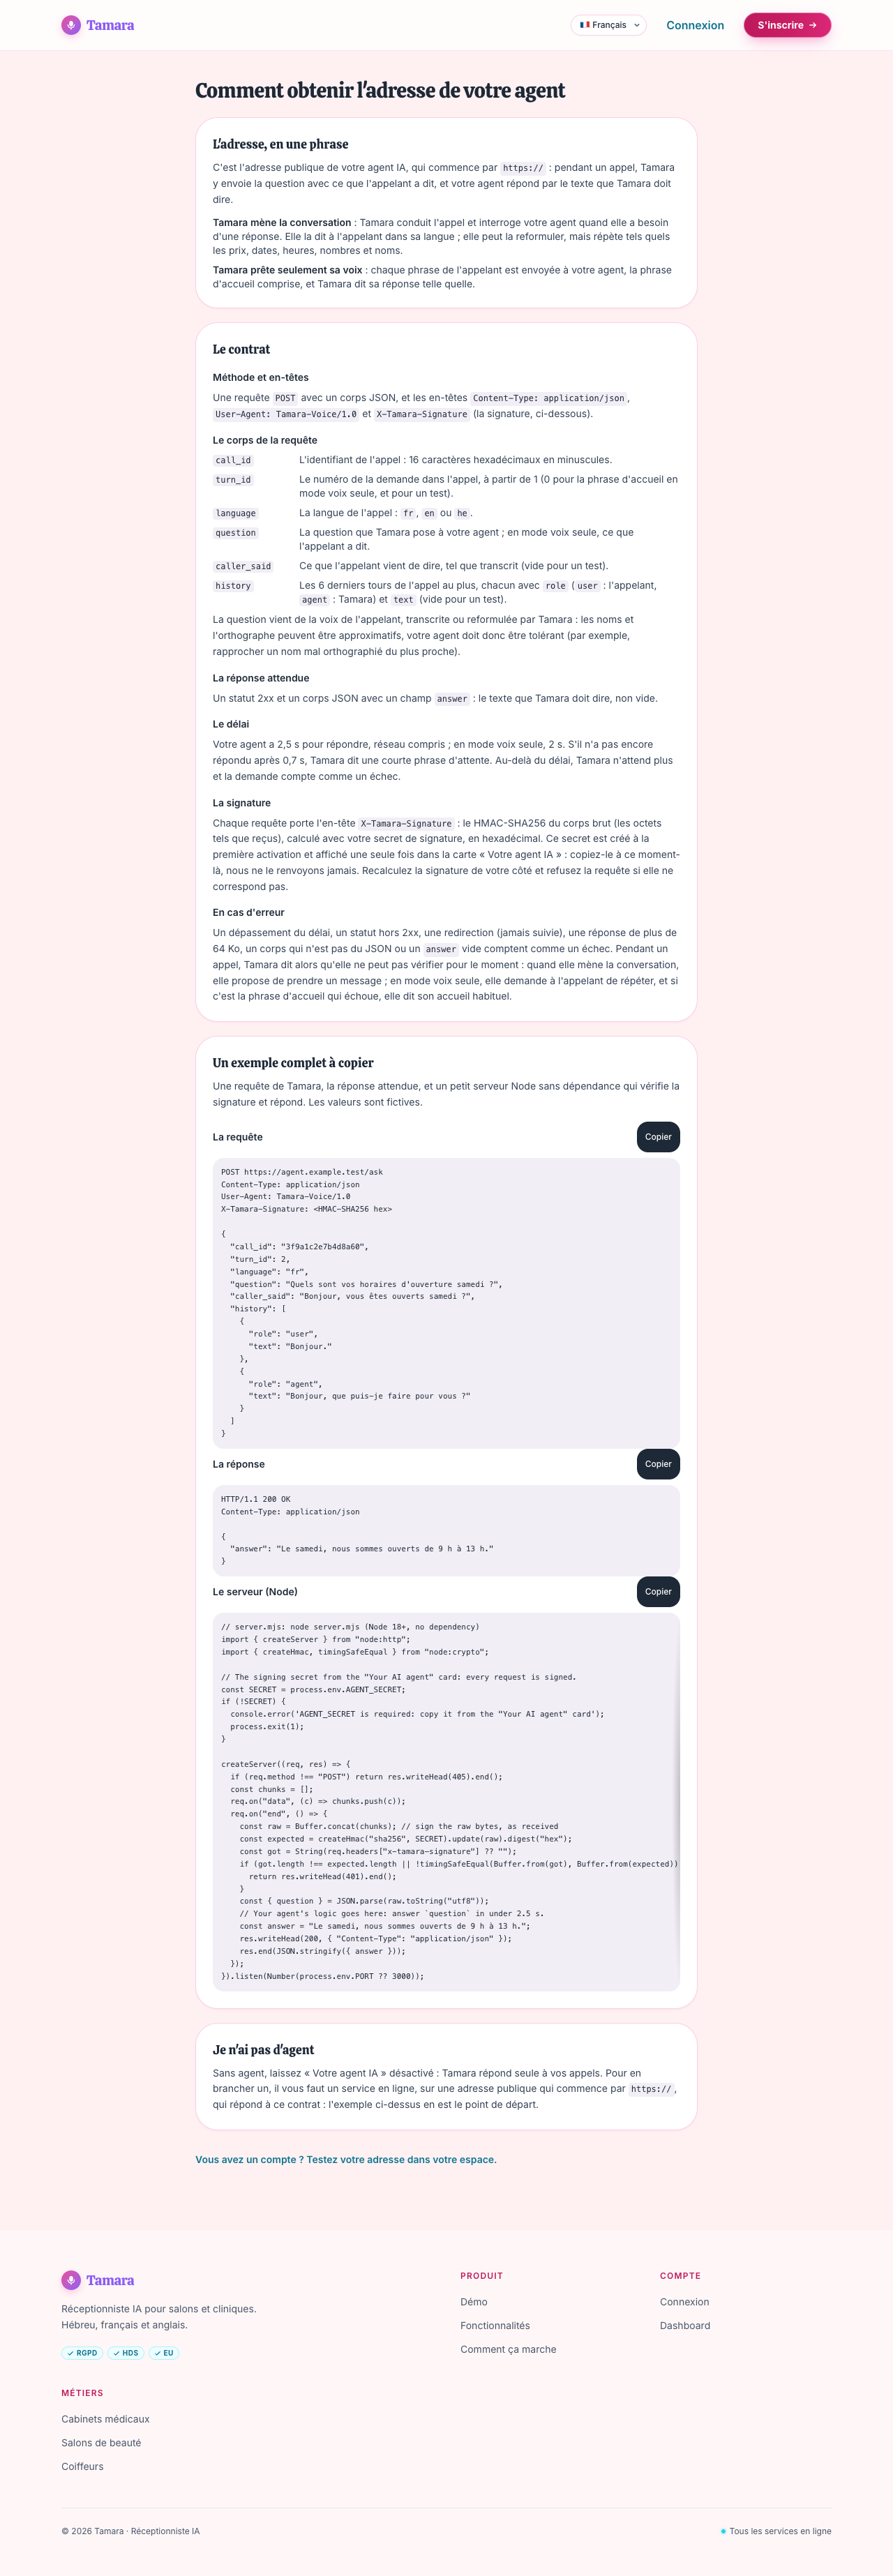 Tamara
Français
Connexion
S'inscrire →
Comment obtenir l'adresse de votre agent
L'adresse, en une phrase
C'est l'adresse publique de votre agent IA, qui commence par https:// : pendant un appel, Tamara
y envoie la question avec ce que l'appelant a dit, et votre agent répond par le texte que Tamara doit
dire.
Tamara mène la conversation : Tamara conduit l'appel et interroge votre agent quand elle a besoin
d'une réponse. Elle la dit à l'appelant dans sa langue ; elle peut la reformuler, mais répète tels quels
les prix, dates, heures, nombres et noms.
Tamara prête seulement sa voix : chaque phrase de l'appelant est envoyée à votre agent, la phrase
d'accueil comprise, et Tamara dit sa réponse telle quelle.
Le contrat
Méthode et en-têtes
Une requête POST avec un corps JSON, et les en-têtes Content-Type: application/json,
User-Agent: Tamara-Voice/1.0 et X-Tamara-Signature (la signature, ci-dessous).
Le corps de la requête
call_id L'identifiant de l'appel : 16 caractères hexadécimaux en minuscules.
turn_id Le numéro de la demande dans l'appel, à partir de 1 (0 pour la phrase d'accueil en
mode voix seule, et pour un test).
language La langue de l'appel : fr, en ou he.
question La question que Tamara pose à votre agent ; en mode voix seule, ce que
l'appelant a dit.
caller_said Ce que l'appelant vient de dire, tel que transcrit (vide pour un test).
history Les 6 derniers tours de l'appel au plus, chacun avec role (user : l'appelant,
agent : Tamara) et text (vide pour un test).
La question vient de la voix de l'appelant, transcrite ou reformulée par Tamara : les noms et
l'orthographe peuvent être approximatifs, votre agent doit donc être tolérant (par exemple,
rapprocher un nom mal orthographié du plus proche).
La réponse attendue
Un statut 2xx et un corps JSON avec un champ answer : le texte que Tamara doit dire, non vide.
Le délai
Votre agent a 2,5 s pour répondre, réseau compris ; en mode voix seule, 2 s. S'il n'a pas encore
répondu après 0,7 s, Tamara dit une courte phrase d'attente. Au-delà du délai, Tamara n'attend plus
et la demande compte comme un échec.
La signature
Chaque requête porte l'en-tête X-Tamara-Signature : le HMAC-SHA256 du corps brut (les octets
tels que reçus), calculé avec votre secret de signature, en hexadécimal. Ce secret est créé à la
première activation et affiché une seule fois dans la carte « Votre agent IA » : copiez-le à ce moment-
là, nous ne le renvoyons jamais. Recalculez la signature de votre côté et refusez la requête si elle ne
correspond pas.
En cas d'erreur
Un dépassement du délai, un statut hors 2xx, une redirection (jamais suivie), une réponse de plus de
64 Ko, un corps qui n'est pas du JSON ou un answer vide comptent comme un échec. Pendant un
appel, Tamara dit alors qu'elle ne peut pas vérifier pour le moment : quand elle mène la conversation,
elle propose de prendre un message ; en mode voix seule, elle demande à l'appelant de répéter, et si
c'est la phrase d'accueil qui échoue, elle dit son accueil habituel.
Un exemple complet à copier
Une requête de Tamara, la réponse attendue, et un petit serveur Node sans dépendance qui vérifie la
signature et répond. Les valeurs sont fictives.
La requête
Copier
POST https://agent.example.test/ask
Content-Type: application/json
User-Agent: Tamara-Voice/1.0
X-Tamara-Signature: <HMAC-SHA256 hex>
{
"call_id": "3f9a1c2e7b4d8a60",
"turn_id": 2,
"language": "fr",
"question": "Quels sont vos horaires d'ouverture samedi ?",
"caller_said": "Bonjour, vous êtes ouverts samedi ?",
"history": [
{
"role": "user",
"text": "Bonjour."
},
{
"role": "agent",
"text": "Bonjour, que puis-je faire pour vous ?"
}
]
}
La réponse
Copier
HTTP/1.1 200 OK
Content-Type: application/json
{
"answer": "Le samedi, nous sommes ouverts de 9 h à 13 h."
}
Le serveur (Node)
Copier
// server.mjs: node server.mjs (Node 18+, no dependency)
import { createServer } from "node:http";
import { createHmac, timingSafeEqual } from "node:crypto";
// The signing secret from the "Your AI agent" card: every request is signed.
const SECRET = process.env.AGENT_SECRET;
if (!SECRET) {
console.error('AGENT_SECRET is required: copy it from the "Your AI agent" card');
process.exit(1);
}
createServer((req, res) => {
if (req.method !== "POST") return res.writeHead(405).end();
const chunks = [];
req.on("data", (c) => chunks.push(c));
req.on("end", () => {
const raw = Buffer.concat(chunks); // sign the raw bytes, as received
const expected = createHmac("sha256", SECRET).update(raw).digest("hex");
const got = String(req.headers["x-tamara-signature"] ?? "");
if (got.length !== expected.length || !timingSafeEqual(Buffer.from(got), Buffer.from(expected))
return res.writeHead(401).end();
}
const { question } = JSON.parse(raw.toString("utf8"));
// Your agent's logic goes here: answer `question` in under 2.5 s.
const answer = "Le samedi, nous sommes ouverts de 9 h à 13 h.";
res.writeHead(200, { "Content-Type": "application/json" });
res.end(JSON.stringify({ answer }));
});
}).listen(Number(process.env.PORT ?? 3000));
Je n'ai pas d'agent
Sans agent, laissez « Votre agent IA » désactivé : Tamara répond seule à vos appels. Pour en
brancher un, il vous faut un service en ligne, sur une adresse publique qui commence par https://,
qui répond à ce contrat : l'exemple ci-dessus en est le point de départ.
Vous avez un compte ? Testez votre adresse dans votre espace.
Tamara
Réceptionniste IA pour salons et cliniques.
Hébreu, français et anglais.
✓ RGPD ✓ HDS ✓ EU
PRODUIT
Démo
Fonctionnalités
Comment ça marche
COMPTE
Connexion
Dashboard
MÉTIERS
Cabinets médicaux
Salons de beauté
Coiffeurs
© 2026 Tamara · Réceptionniste IA
Tous les services en ligne